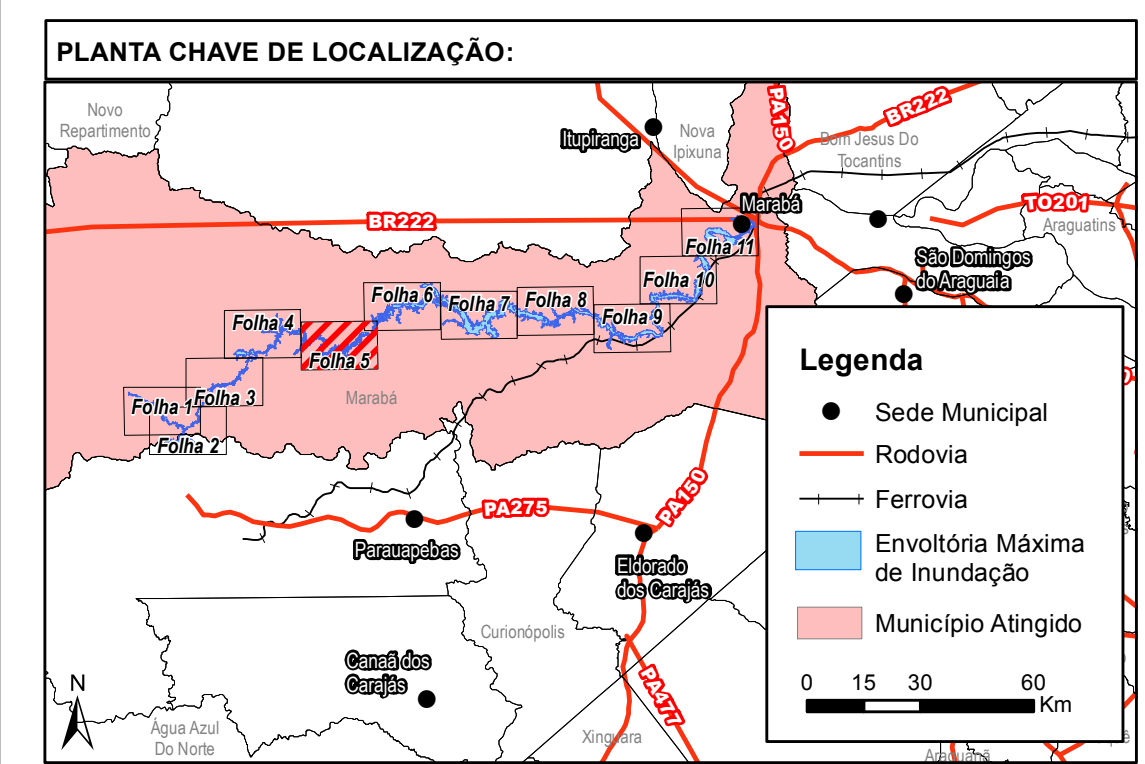 PLANTA CHAVE DE LOCALIZAÇÃO:
Novo
Repartimento
Itupiranga
Nova
Ipixuna
PA150
BR222
Bom Jesus Do
Tocantins
Marabá
TO201
Araguatins
BR222
São Domingos
do Araguaia
Folha 11
Folha 10
Folha 6
Folha 7
Folha 8
Folha 9
Folha 4
Folha 5
Folha 3
Folha 1
Folha 2
Marabá
PA275
PA150
Parauapebas
Eldorado
dos Carajás
Curionópolis
Canaã dos
Carajás
PA477
Água Azul
Do Norte
Xinguara
Araguanã
N
Legenda
Sede Municipal
Rodovia
Ferrovia
Envoltória Máxima
de Inundação
Município Atingido
0 15 30 60
Km